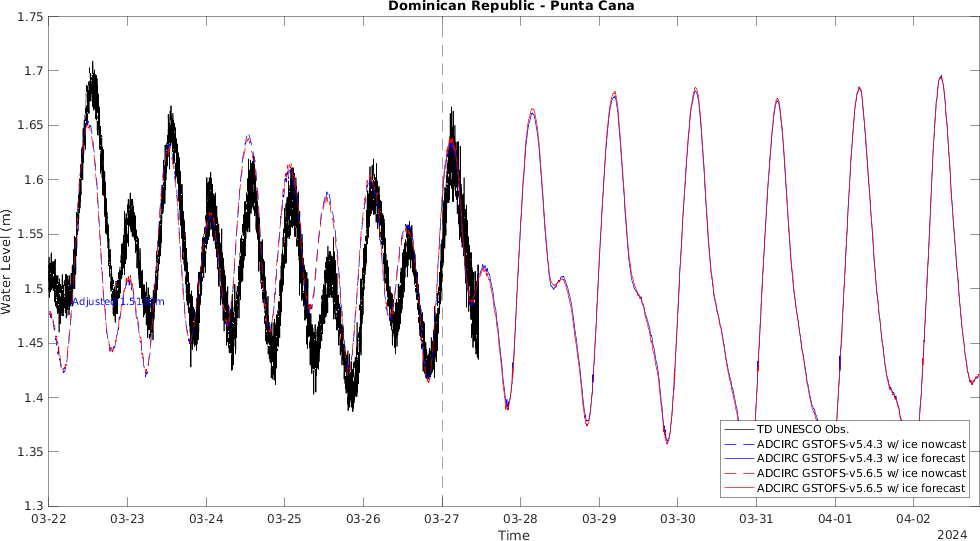 Dominican Republic - Punta Cana
1.75
1.7
1.65
1.6
1.55
1.5
1.45
1.4
1.35
1.3
Water Level (m)
Adjusted
TD UNESCO Obs.
ADCIRC GSTOFS-v5.4.3 w/ ice nowcast
ADCIRC GSTOFS-v5.4.3 w/ ice forecast
ADCIRC GSTOFS-v5.6.5 w/ ice nowcast
ADCIRC GSTOFS-v5.6.5 w/ ice forecast
03-22 03-23 03-24 03-25 03-26 03-27 03-28 03-29 03-30 03-31 04-01 04-02
Time
2024